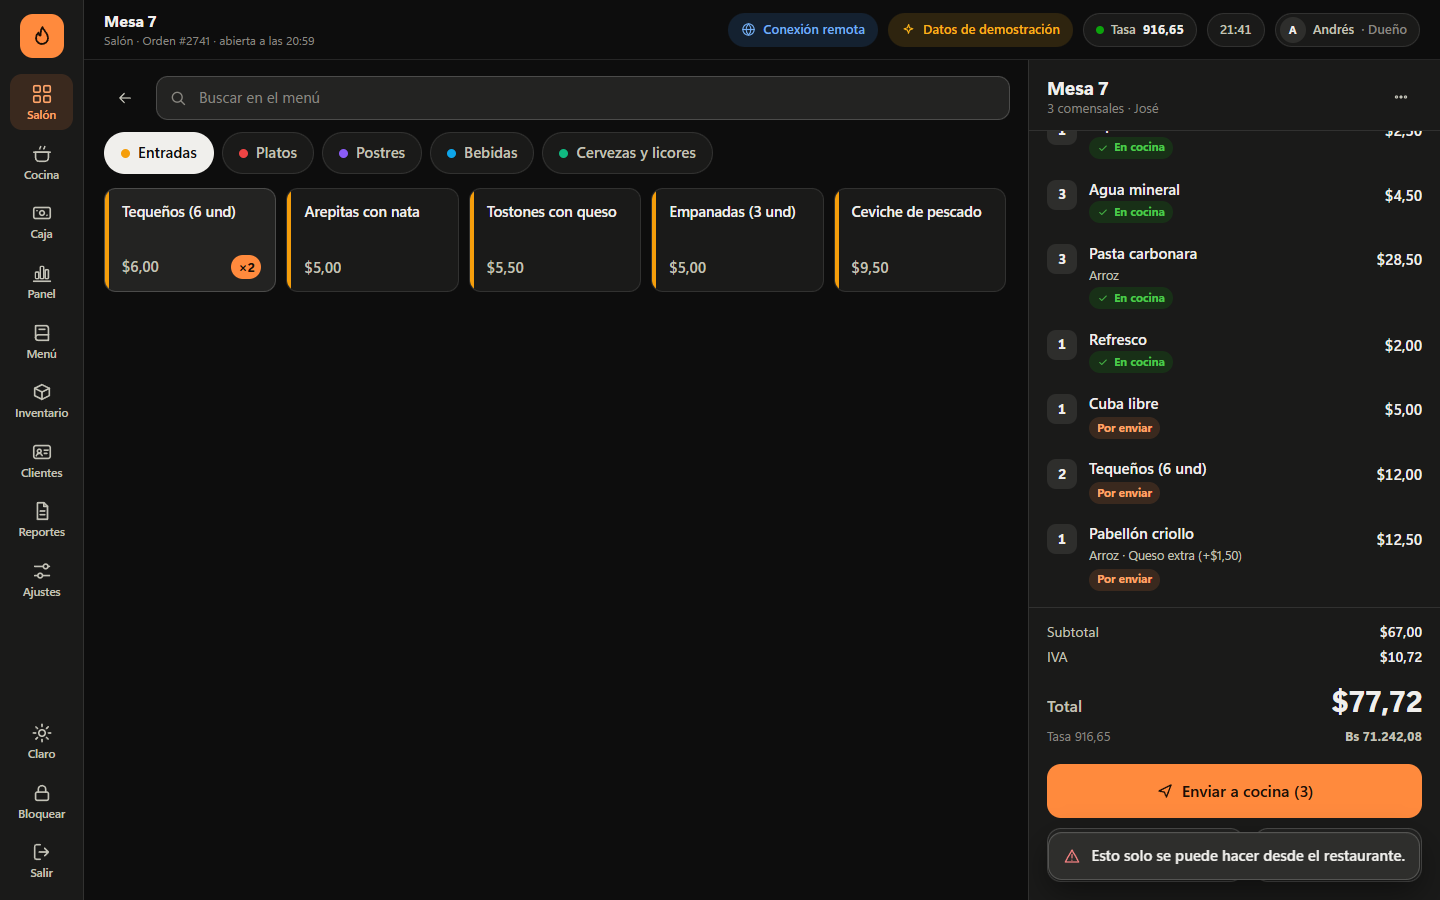 Mesa 7
Salón · Orden #2741 · abierta a las 20:59
Conexión remota
Datos de demostración
Tasa 916,65
21:41
A
Andrés · Dueño
Salón
Cocina
Caja
Panel
Menú
Inventario
Clientes
Reportes
Ajustes
Claro
Bloquear
Salir
Buscar en el menú
Entradas
Platos
Postres
Bebidas
Cervezas y licores
Tequeños (6 und)
$6,00
×2
Arepitas con nata
$5,00
Tostones con queso
$5,50
Empanadas (3 und)
$5,00
Ceviche de pescado
$9,50
Mesa 7
3 comensales · José
1
$2,50
En cocina
3
Agua mineral
$4,50
En cocina
3
Pasta carbonara
$28,50
Arroz
En cocina
1
Refresco
$2,00
En cocina
1
Cuba libre
$5,00
Por enviar
2
Tequeños (6 und)
$12,00
Por enviar
1
Pabellón criollo
$12,50
Arroz · Queso extra (+$1,50)
Por enviar
Subtotal
$67,00
IVA
$10,72
Total
$77,72
Tasa 916,65
Bs 71.242,08
Enviar a cocina (3)
Esto solo se puede hacer desde el restaurante.